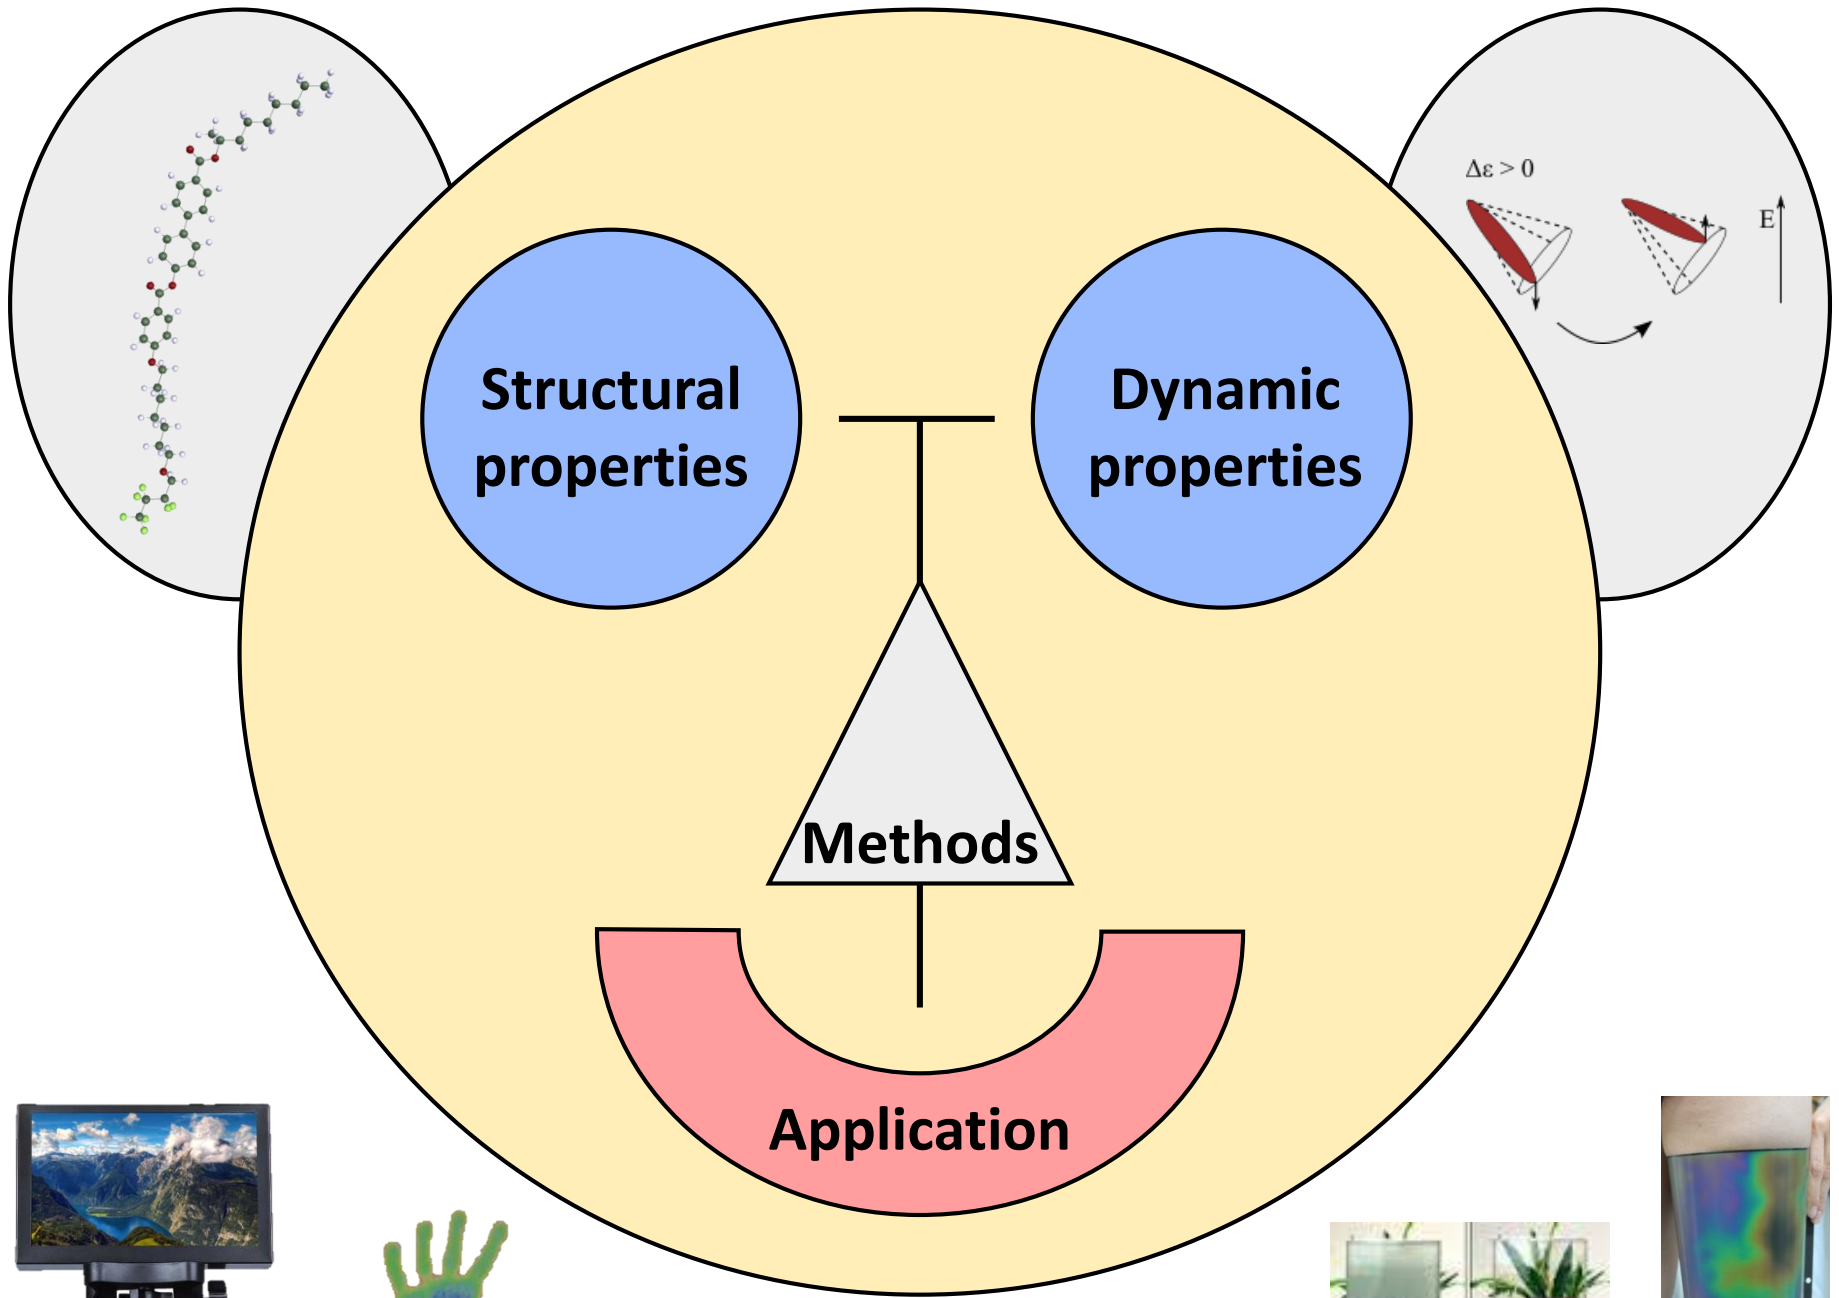 Δε > 0
E
Structural
properties
Dynamic
properties
Methods
Application